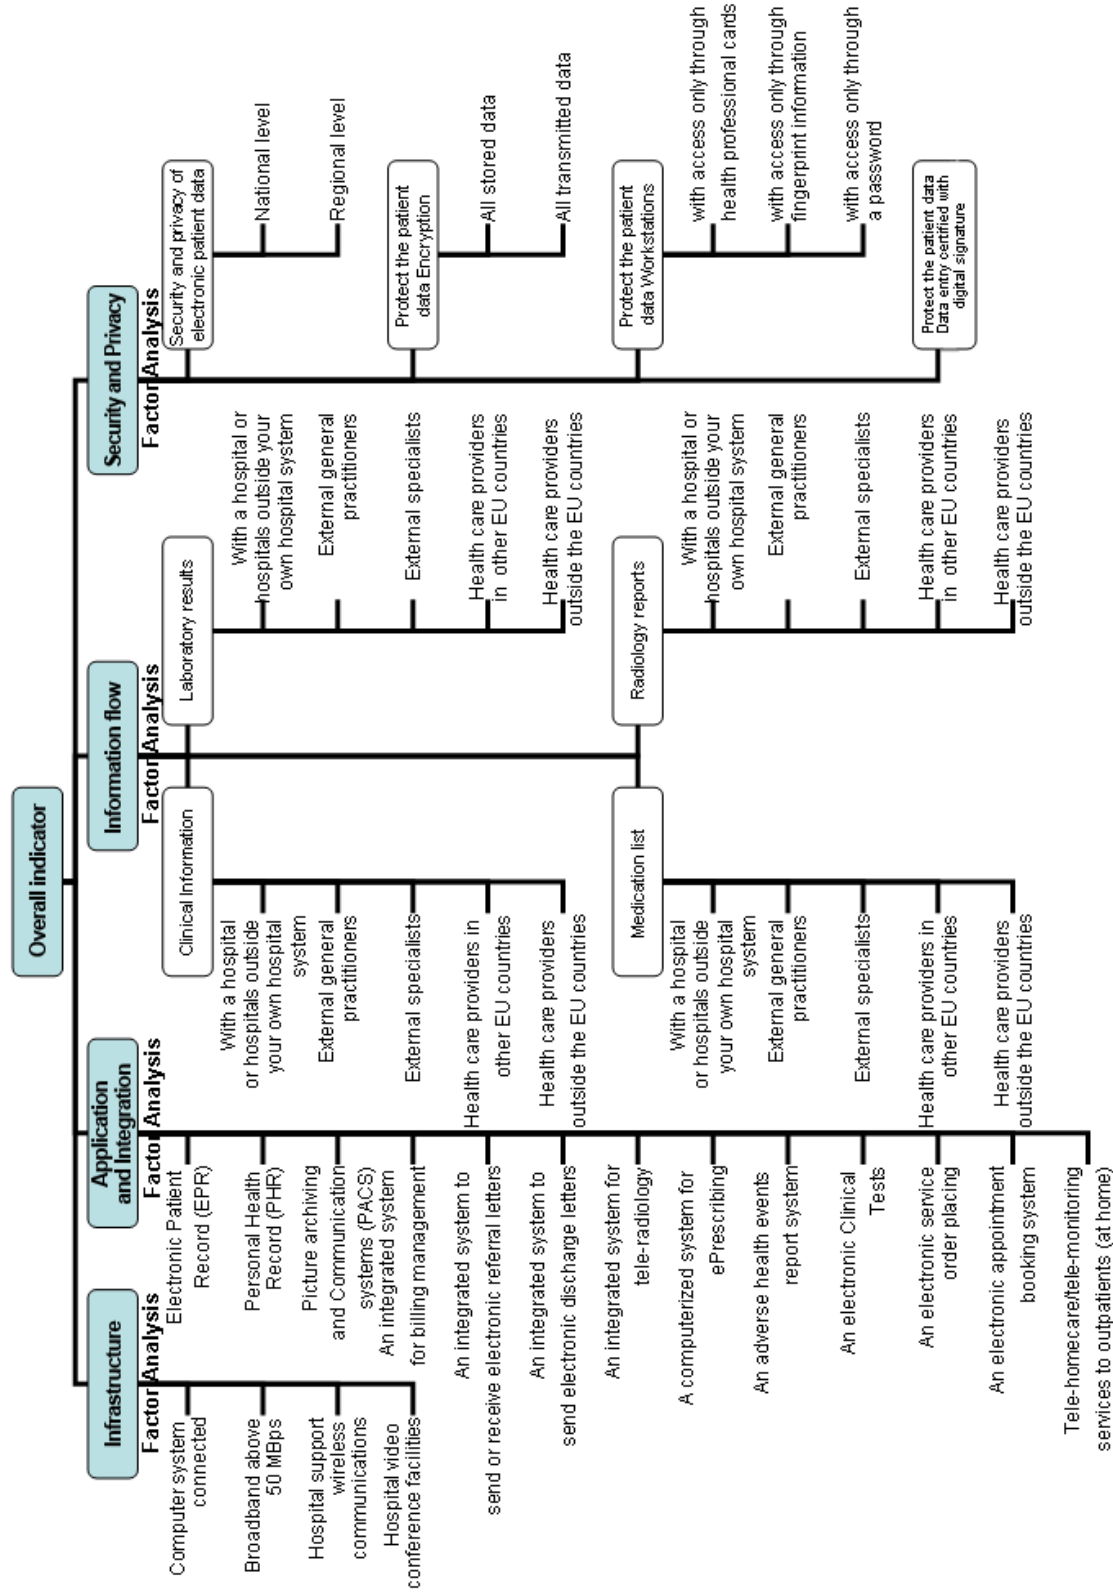 Overall indicator
Infrastructure
Factor Analysis
Computer system
connected
Broadband above
50 MBps
Hospital support
wireless
communications
Hospital video
conference facilities
Application
and Integration
Factor Analysis
Electronic Patient
Record (EPR)
Personal Health
Record (PHR)
Picture archiving
and Communication
systems (PACS)
An integrated system
for billing management
An integrated system to
send or receive electronic referral letters
An integrated system to
send electronic discharge letters
An integrated system for
tele-radiology
A computerized system for
ePrescribing
An adverse health events
report system
An electronic Clinical
Tests
An electronic service
order placing
An electronic appointment
booking system
Tele-homecare/tele-monitoring
services to outpatients (at home)
Information flow
Factor Analysis
Clinical Information
With a hospital
or hospitals outside
your own hospital
system
External general
practitioners
External specialists
Health care providers in
other EU countries
Health care providers
outside the EU countries
Medication list
With a hospital
or hospitals outside
your own hospital
system
External general
practitioners
External specialists
Health care providers in
other EU countries
Health care providers
outside the EU countries
Laboratory results
With a hospital or
hospitals outside your
own hospital system
External general
practitioners
External specialists
Health care providers
in other EU countries
Health care providers
outside the EU countries
Radiology reports
With a hospital or
hospitals outside your
own hospital system
External general
practitioners
External specialists
Health care providers
in other EU countries
Health care providers
outside the EU countries
Security and Privacy
Factor Analysis
Security and privacy of
electronic patient data
National level
Regional level
Protect the patient
data Encryption
All stored data
All transmitted data
Protect the patient
data Workstations
with access only through
health professional cards
with access only through
fingerprint information
with access only through
a password
Protect the patient data
Data entry certified with
digital signature